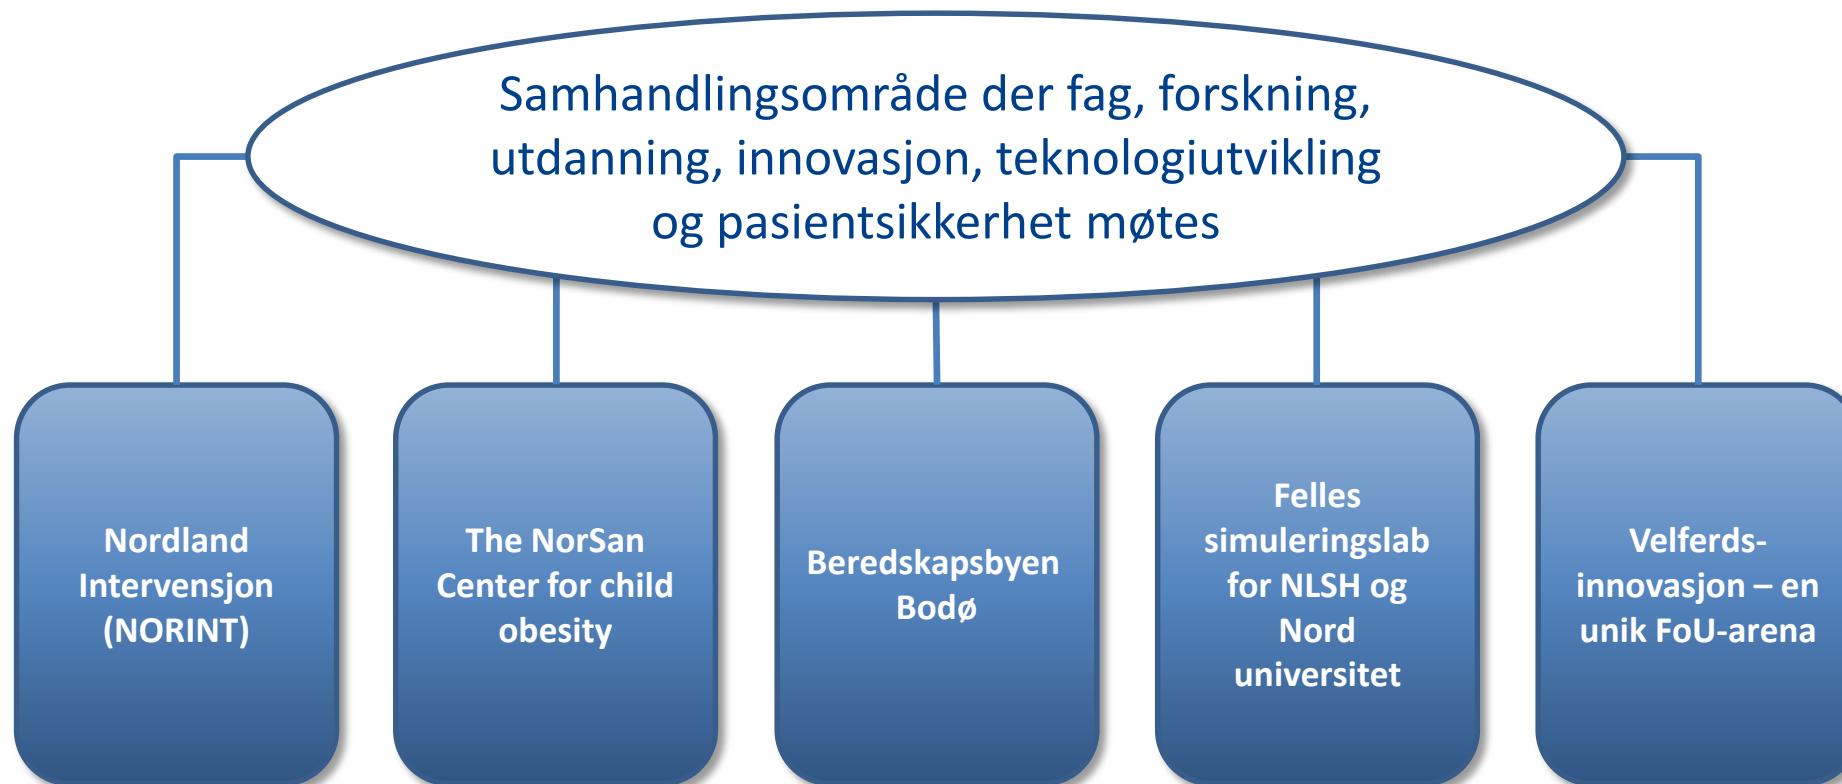 Samhandlingsområde der fag, forskning,
utdanning, innovasjon, teknologiutvikling
og pasientsikkerhet møtes
Nordland
Intervensjon
(NORINT)
The NorSan
Center for child
obesity
Beredskapsbyen
Bodø
Felles
simuleringslab
for NLSH og
Nord
universitet
Velferds-
innovasjon – en
unik FoU-arena